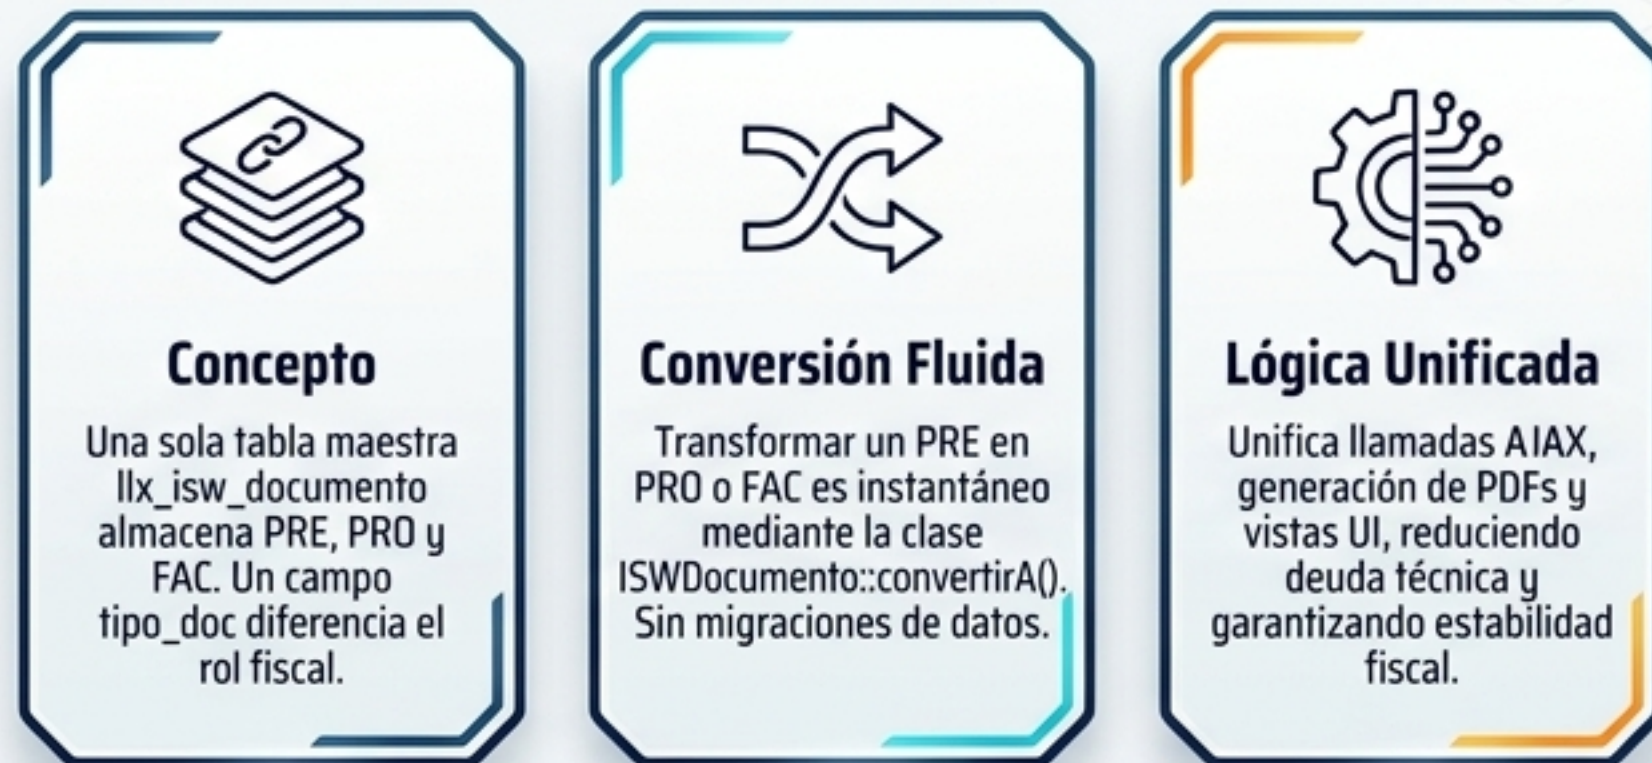 Concepto
Una sola tabla maestra
llx_isw_documento
almacena PRE, PRO y
FAC. Un campo
tipo_doc diferencia el
rol fiscal.
Conversión Fluida
Transformar un PRE en
PRO o FAC es instantáneo
mediante la clase
ISWDocumento::convertirA().
Sin migraciones de datos.
Lógica Unificada
Unifica llamadas AIAX,
generación de PDFs y
vistas UI, reduciendo
deuda técnica y
garantizando estabilidad
fiscal.